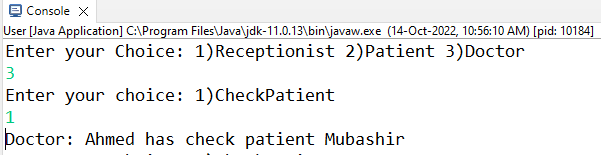 Console
User [Java Application] C:\Program Files\Java\jdk-11.0.13\bin\javaw.exe (14-Oct-2022, 10:56:10 AM) [pid: 10184]
Enter your Choice: 1)Receptionist 2)Patient 3)Doctor
3
Enter your choice: 1)CheckPatient
1
Doctor: Ahmed has check patient Mubashir